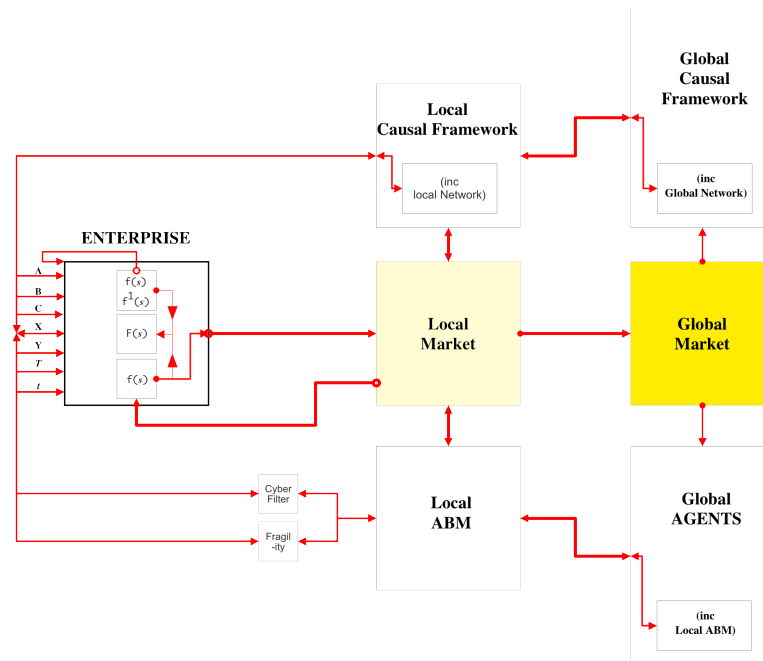 Global
Causal
Framework
Local
Causal Framework
(inc
local Network)
(inc
Global Network)
ENTERPRISE
A
B
C
X
Y
T
t
f(s)
f1(s)
F(s)
f(s)
Local
Market
Global
Market
Cyber
Filter
Fragil
-ity
Local
ABM
Global
AGENTS
(inc
Local ABM)